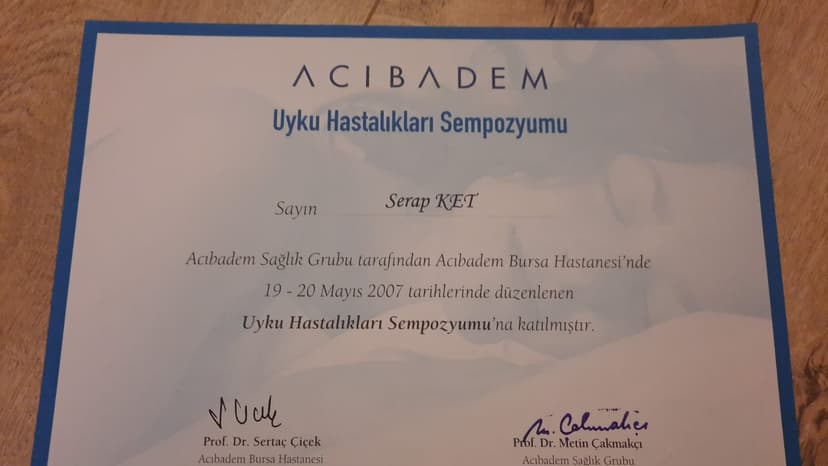 ACIBADEM
Uyku Hastalıkları Sempozyumu
Sayın Serap KET
Acıbadem Sağlık Grubu tarafından Acıbadem Bursa Hastanesi'nde
19 - 20 Mayıs 2007 tarihlerinde düzenlenen
Uyku Hastalıkları Sempozyumu'na katılmıştır.
M. Çakmakçı
Prof. Dr. Sertaç Çiçek Prof. Dr. Metin Çakmakçı
Acıbadem Bursa Hastanesi Acıbadem Sağlık Grubu